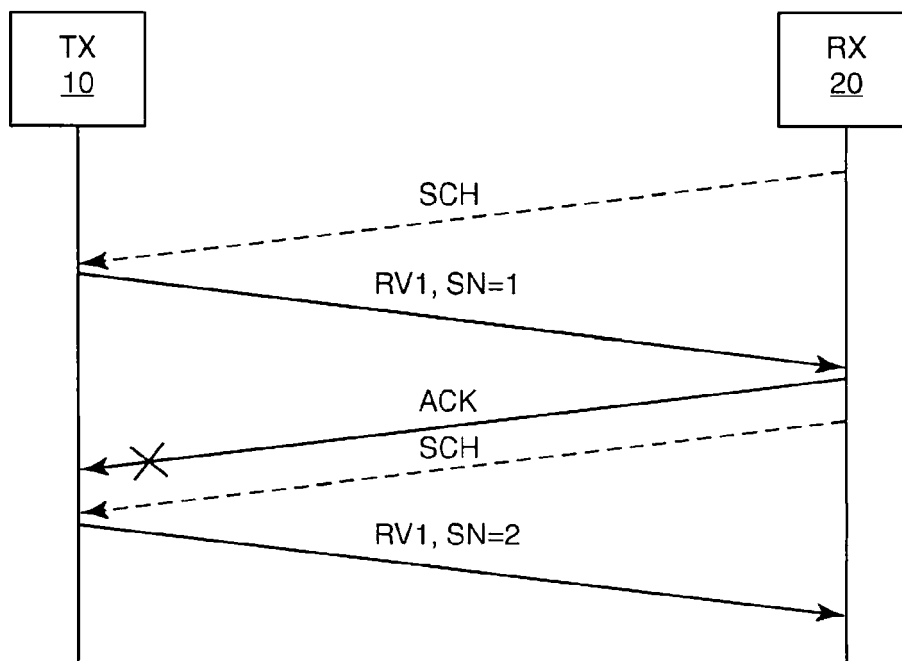 TX
10
RX
20
SCH
RV1, SN=1
ACK
SCH
RV1, SN=2